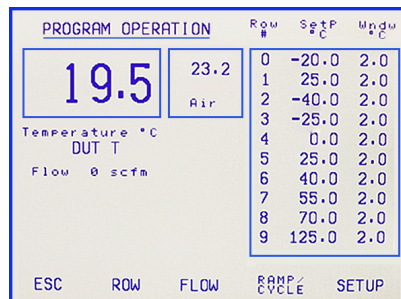 PROGRAM OPERATION
19.5
23.2
Air
Temperature °C
DUT T
Flow 0 scfm
Row # SetP °C Wndw °C
0 -20.0 2.0
1 25.0 2.0
2 -40.0 2.0
3 -25.0 2.0
4 0.0 2.0
5 25.0 2.0
6 40.0 2.0
7 55.0 2.0
8 70.0 2.0
9 125.0 2.0
ESC ROW FLOW RAMP/CYCLE SETUP